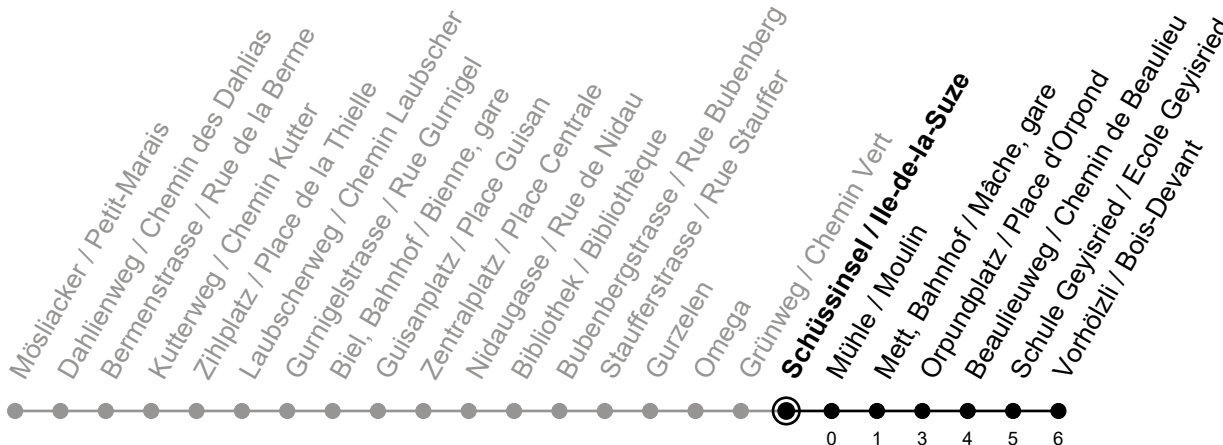 Mösliacker / Petit-Marais
Dahlienweg / Chemin des Dahlias
Bermenstrasse / Rue de la Berme
Kutterweg / Chemin Kutter
Zihlplatz / Place de la Thielle
Laubscherweg / Chemin Laubscher
Gurnigelstrasse / Rue Gurnigel
Biel, Bahnhof / Bienne, gare
Guisanplatz / Place Guisan
Zentralplatz / Place Centrale
Nidaugasse / Rue de Nidau
Bibliothek / Bibliothèque
Bubenbergstrasse / Rue Bubenberg
Staufferstrasse / Rue Stauffer
Gurzelen
Omega
Grünweg / Chemin Vert
Schüssinsel / Ile-de-la-Suze
Mühle / Moulin
Mett, Bahnhof / Mâche, gare
Orpundplatz / Place d'Orpond
Beaulieuweg / Chemin de Beaulieu
Schule Geyisried / Ecole Geyisried
Vorhölzli / Bois-Devant
0 1 3 4 5 6